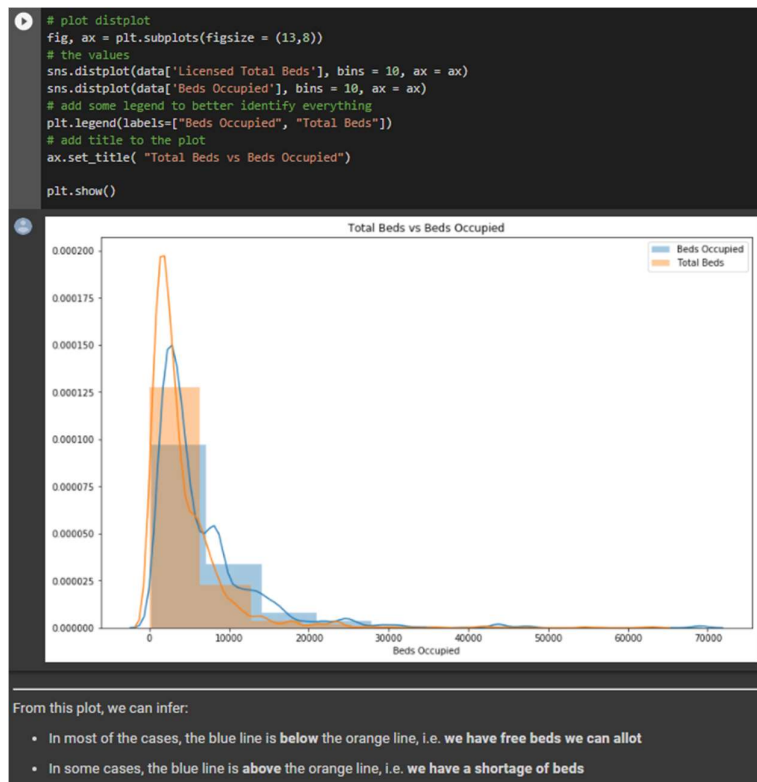 # plot distplot
fig, ax = plt.subplots(figsize = (13,8))
# the values
sns.distplot(data['Licensed Total Beds'], bins = 10, ax = ax)
sns.distplot(data['Beds Occupied'], bins = 10, ax = ax)
# add some legend to better identify everything
plt.legend(labels=["Beds Occupied", "Total Beds"])
# add title to the plot
ax.set_title( "Total Beds vs Beds Occupied")
plt.show()
Total Beds vs Beds Occupied
Beds Occupied
Total Beds
0.000200
0.000175
0.000150
0.000125
0.000100
0.000075
0.000050
0.000025
0.000000
0 10000 20000 30000 40000 50000 60000 70000
Beds Occupied
From this plot, we can infer:
• In most of the cases, the blue line is below the orange line, i.e. we have free beds we can allot
• In some cases, the blue line is above the orange line, i.e. we have a shortage of beds